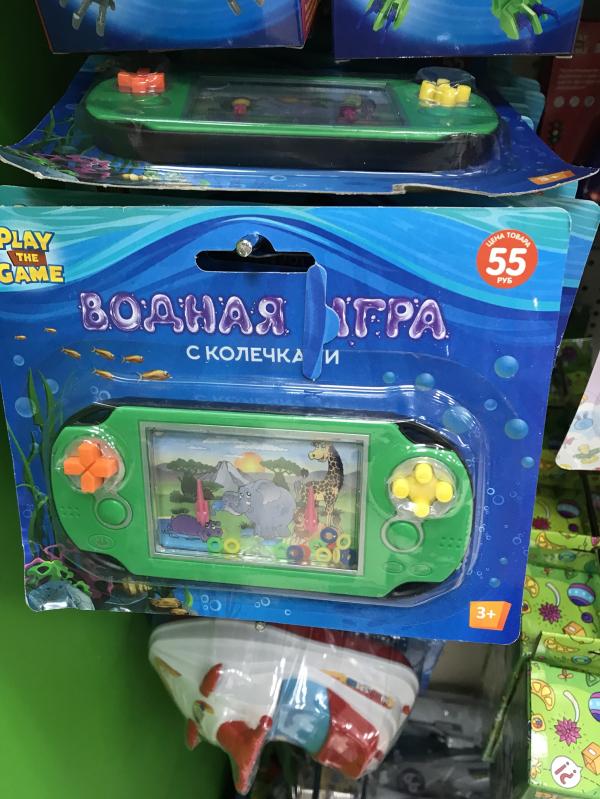 PLAY
THE
GAME
ЦЕНА ТОВАРА
55
РУБ
ВОДНАЯ ИГРА
С КОЛЕЧКАМИ
3+